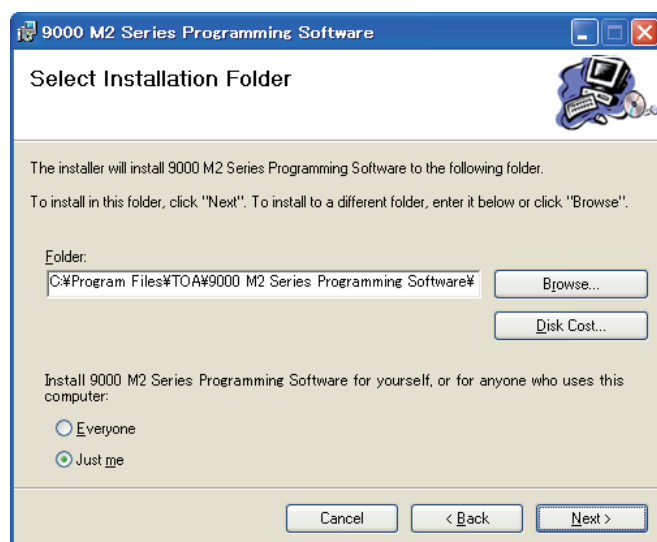 9000 M2 Series Programming Software
Select Installation Folder
The installer will install 9000 M2 Series Programming Software to the following folder.
To install in this folder, click "Next". To install to a different folder, enter it below or click "Browse".
Folder:
C:¥Program Files¥TOA¥9000 M2 Series Programming Software¥
Browse...
Disk Cost...
Install 9000 M2 Series Programming Software for yourself, or for anyone who uses this
computer:
Everyone
Just me
Cancel
< Back
Next >